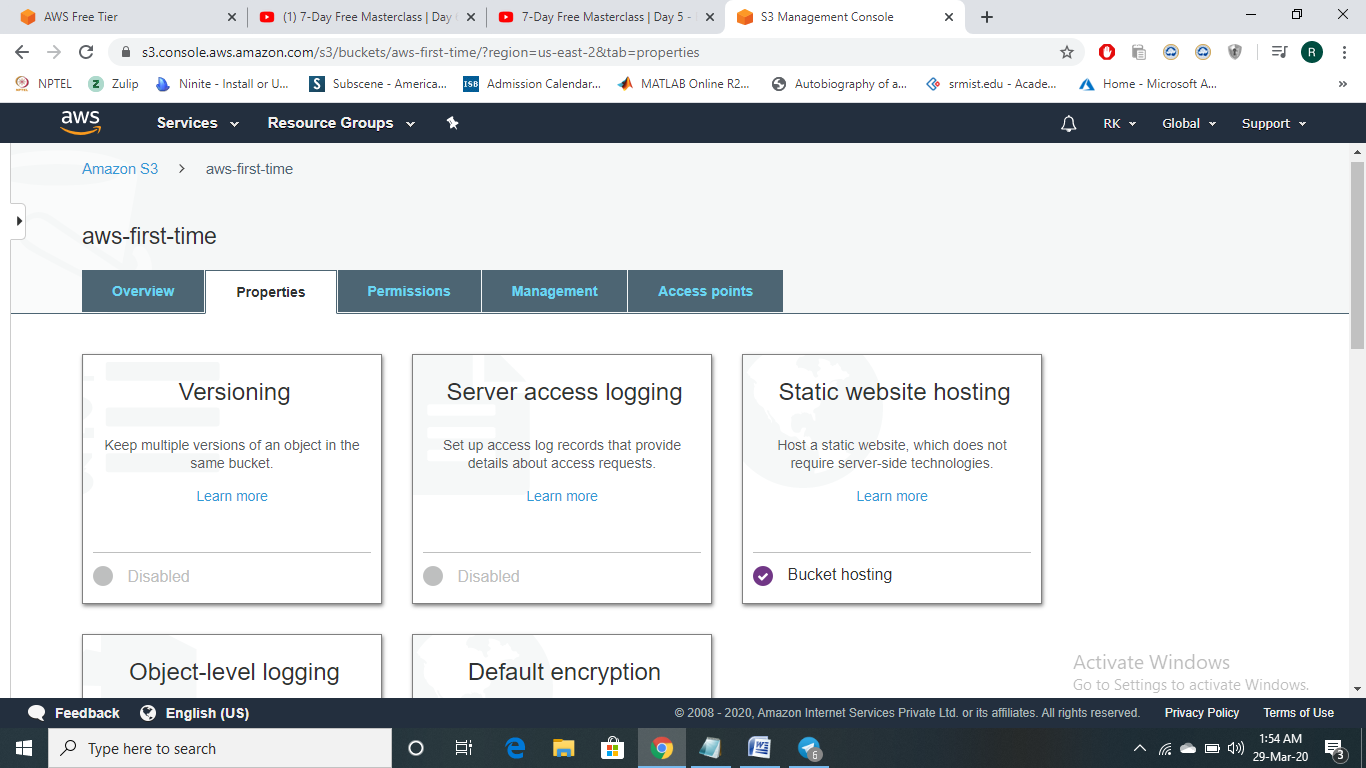 AWS Free Tier
(1) 7-Day Free Masterclass | Day
7-Day Free Masterclass | Day 5 -
S3 Management Console
s3.console.aws.amazon.com/s3/buckets/aws-first-time/?region=us-east-2&tab=properties
R
NPTEL
Z
Zulip
Ninite - Install or U...
S
Subscene - America...
ISB
Admission Calendar...
MATLAB Online R2...
Autobiography of a...
srmist.edu - Acade...
Home - Microsoft A...
»
aws
Services
Resource Groups
RK
Global
Support
Amazon S3 > aws-first-time
aws-first-time
Overview
Properties
Permissions
Management
Access points
Versioning
Keep multiple versions of an object in the
same bucket.
Learn more
Disabled
Server access logging
Set up access log records that provide
details about access requests.
Learn more
Disabled
Static website hosting
Host a static website, which does not
require server-side technologies.
Learn more
Bucket hosting
Object-level logging
Default encryption
Activate Windows
Go to Settings to activate Windows.
Feedback
English (US)
© 2008 - 2020, Amazon Internet Services Private Ltd. or its affiliates. All rights reserved.
Privacy Policy
Terms of Use
Type here to search
W
6
1:54 AM
29-Mar-20
3